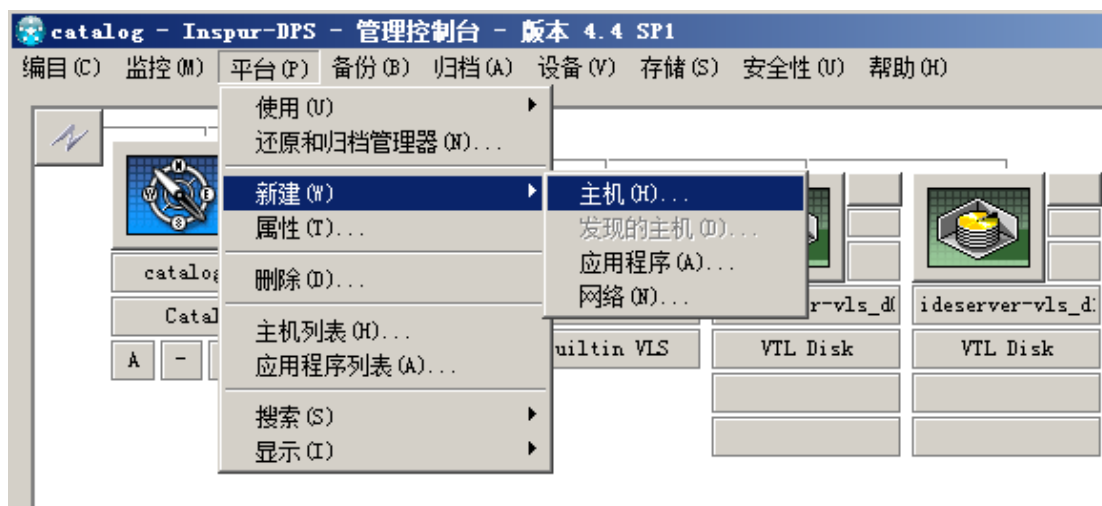 catalog - Inspur-DPS - 管理控制台 - 版本 4.4 SP1
编目(C) 监控(M) 平台(P) 备份(B) 归档(A) 设备(V) 存储(S) 安全性(U) 帮助(H)
使用(U)
还原和归档管理器(N)...
新建(W)
属性(T)...
删除(D)...
主机列表(H)...
应用程序列表(A)...
搜索(S)
显示(I)
主机(H)...
发现的主机(D)...
应用程序(A)...
网络(N)...
catalog
Catal
A -
uiltin VLS
r-vls_d(
VTL Disk
ideserver-vls_d
VTL Disk